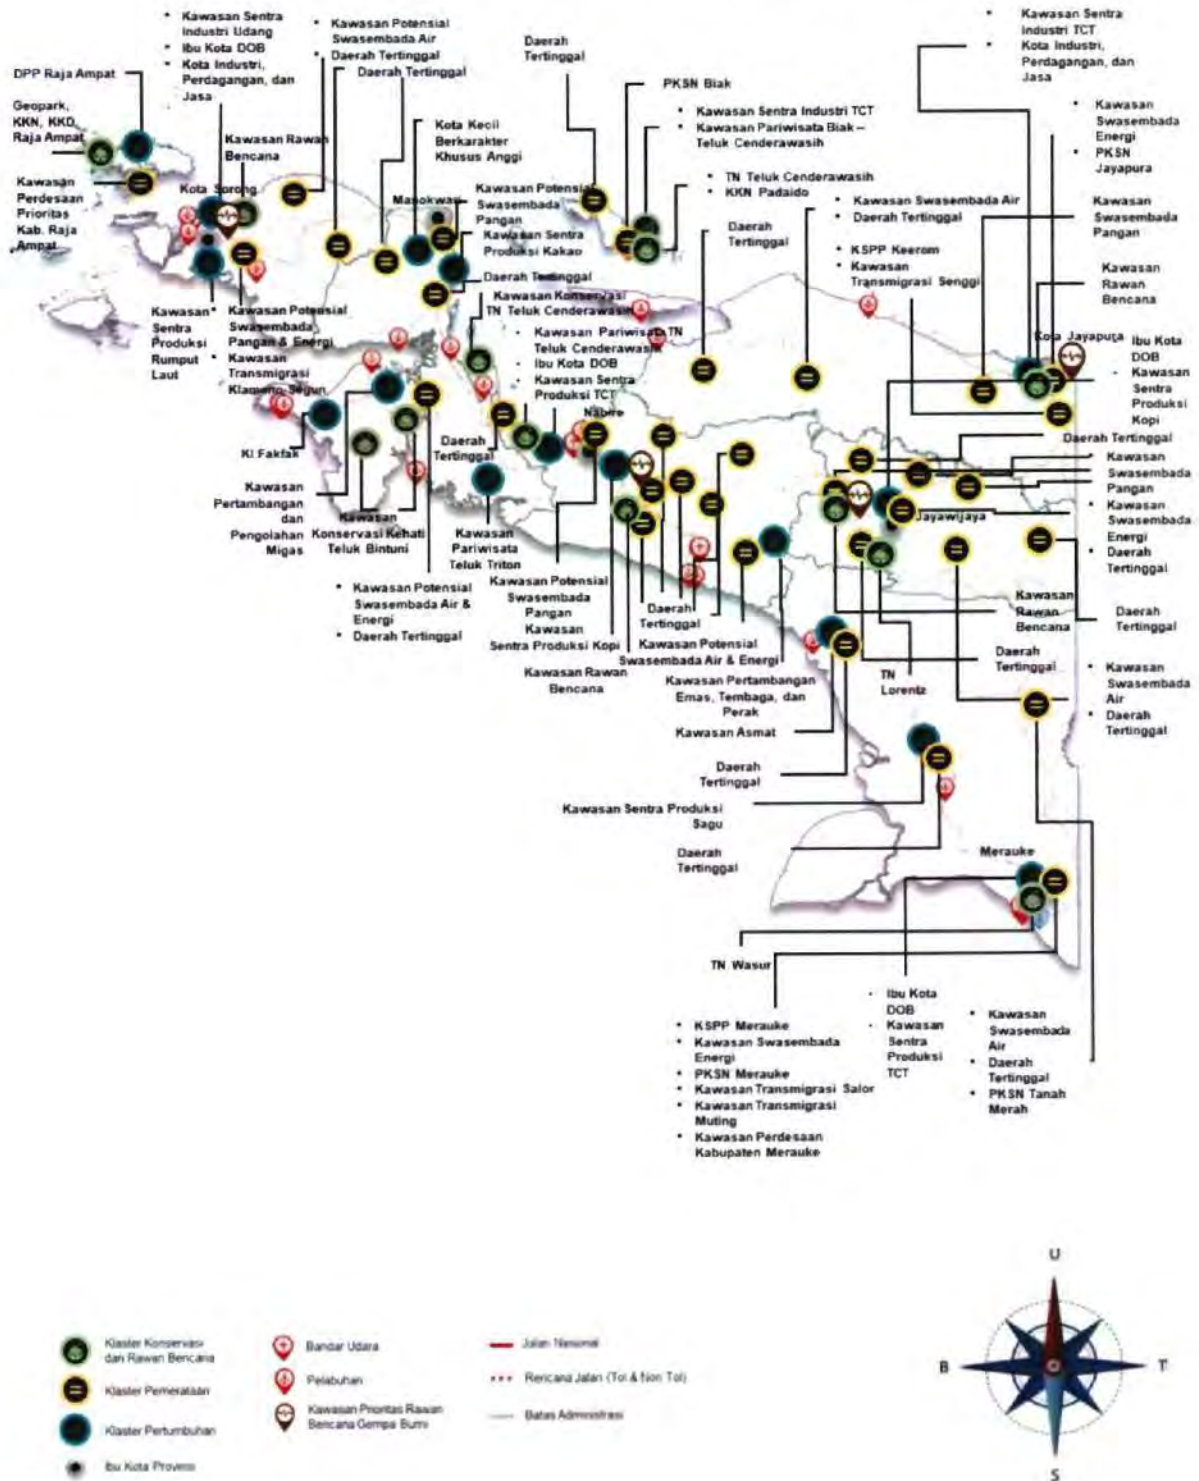 • Kawasan Sentra
Industri Udang
• Ibu Kota DOB
• Kota Industri,
Perdagangan, dan
Jasa
• Kawasan Potensial
Swasembada Air
• Daerah Tertinggal
Daerah Tertinggal
Daerah
Tertinggal
• Kawasan Sentra
Industri TCT
• Kota Industri,
Perdagangan, dan
Jasa
DPP Raja Ampat
Geopark,
KKN, KKD,
Raja Ampat
Kawasan
Perdesaan
Prioritas
Kab. Raja
Ampat
Kawasan Rawan
Bencana
Kota Sorong
Kota Kecil
Berkarakter
Khusus Anggi
Manokwari
PKSN Biak
• Kawasan Sentra Industri TCT
• Kawasan Pariwisata Biak –
Teluk Cenderawasih
• TN Teluk Cenderawasih
• KKN Padaido
• Kawasan
Swasembada
Energi
• PKSN
Jayapura
Kawasan Potensial
Swasembada
Pangan
Kawasan Sentra
Produksi Kakao
Daerah Tertinggal
Daerah
Tertinggal
• Kawasan Swasembada Air
• Daerah Tertinggal
• KSPP Keerom
• Kawasan
Transmigrasi Senggi
Kawasan
Swasembada
Pangan
Kawasan
Rawan
Bencana
Kota Jayapura
Kawasan
Sentra
Produksi
Rumput
Laut
• Kawasan Potensial
Swasembada
Pangan & Energi
• Kawasan
Transmigrasi
Klamono-Segun
Kawasan Konservasi
TN Teluk Cenderawasih
• Kawasan Pariwisata TN
Teluk Cenderawasih
• Ibu Kota DOB
• Kawasan Sentra
Produksi TCT
Nabire
• Ibu Kota
DOB
• Kawasan
Sentra
Produksi
Kopi
KI Fakfak
Kawasan
Pertambangan
dan
Pengolahan
Migas
Kawasan
Konservasi Kehati
Teluk Bintuni
Daerah
Tertinggal
Kawasan
Pariwisata
Teluk Triton
• Kawasan Potensial
Swasembada Air &
Energi
• Daerah Tertinggal
Kawasan Potensial
Swasembada
Pangan
Kawasan
Sentra Produksi Kopi
Kawasan Rawan
Bencana
Daerah
Tertinggal
Kawasan Potensial
Swasembada Air & Energi
Kawasan Pertambangan
Emas, Tembaga, dan
Perak
Daerah Tertinggal
• Kawasan
Swasembada
Pangan
• Kawasan
Swasembada
Energi
• Daerah
Tertinggal
Jayawijaya
Kawasan
Rawan
Bencana
Daerah
Tertinggal
Daerah
Tertinggal
TN
Lorentz
• Kawasan
Swasembada
Air
• Daerah
Tertinggal
Kawasan Asmat
Daerah
Tertinggal
Kawasan Sentra Produksi
Sagu
Daerah
Tertinggal
Merauke
TN Wasur
• KSPP Merauke
• Kawasan Swasembada
Energi
• PKSN Merauke
• Kawasan Transmigrasi Salor
• Kawasan Transmigrasi
Muting
• Kawasan Perdesaan
Kabupaten Merauke
• Ibu Kota
DOB
• Kawasan
Sentra
Produksi
TCT
• Kawasan
Swasembada
Air
• Daerah
Tertinggal
• PKSN Tanah
Merah
Klaster Konservasi
dan Rawan Bencana
Klaster Pemerataan
Klaster Pertumbuhan
Ibu Kota Provinsi
Bandar Udara
Pelabuhan
Kawasan Prioritas Rawan
Bencana Gempa Bumi
Jalan Nasional
Rencana Jalan (Tol & Non Tol)
Batas Administrasi
U
B
T
S